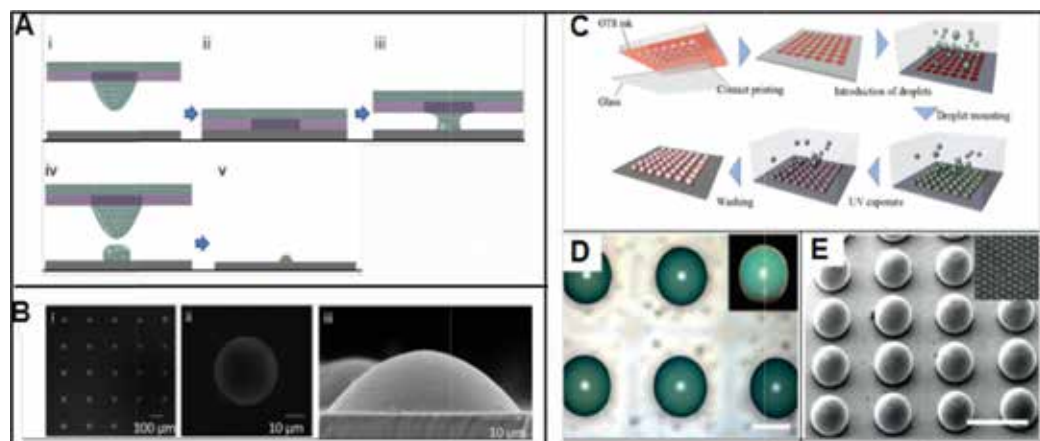 A
i
ii
iii
iv
v
B
i
ii
iii
100 μm
10 μm
10 μm
C
OTS ink
Glass
Contact printing
Introduction of droplets
Droplet mounting
UV exposure
Washing
D
E